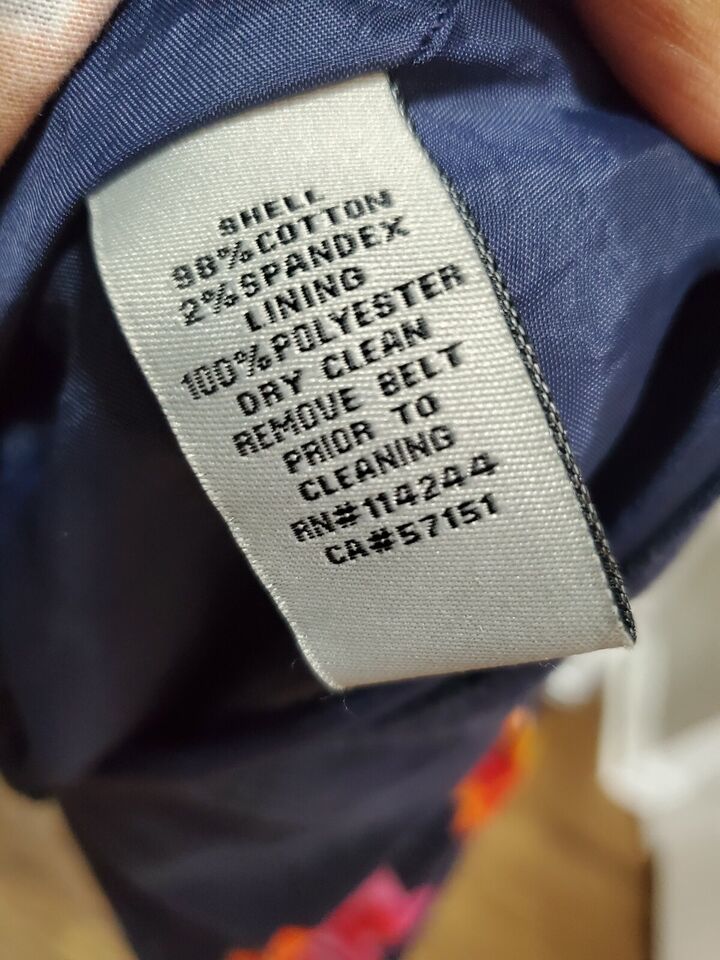 SHELL
98%COTTON
2%SPANDEX
LINING
100%POLYESTER
DRY CLEAN
REMOVE BELT
PRIOR TO
CLEANING
RN#114244
CA#57151